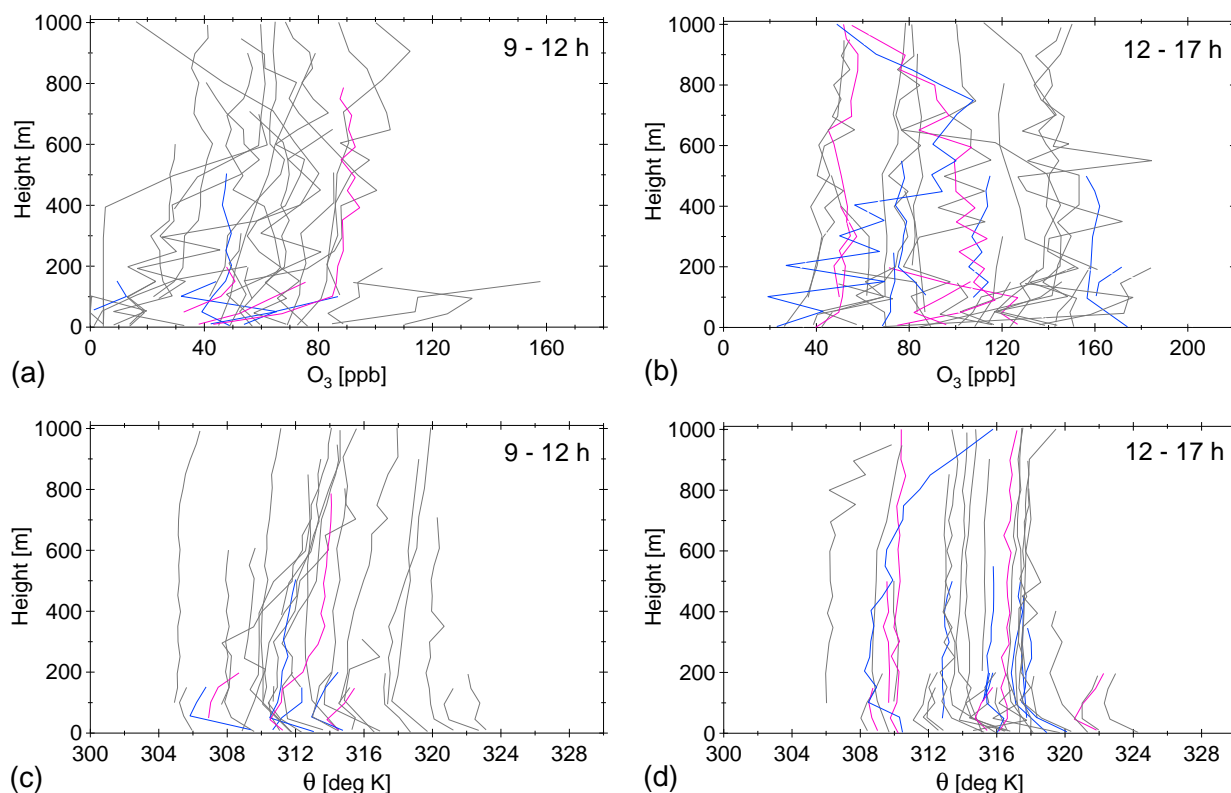 9 - 12 h
Height [m]
1000
800
600
400
200
0
0 40 80 120 160
O3 [ppb]
(a)
12 - 17 h
Height [m]
1000
800
600
400
200
0
0 40 80 120 160 200
O3 [ppb]
(b)
9 - 12 h
Height [m]
1000
800
600
400
200
0
300 304 308 312 316 320 324 328
θ [deg K]
(c)
12 - 17 h
Height [m]
1000
800
600
400
200
0
300 304 308 312 316 320 324 328
θ [deg K]
(d)